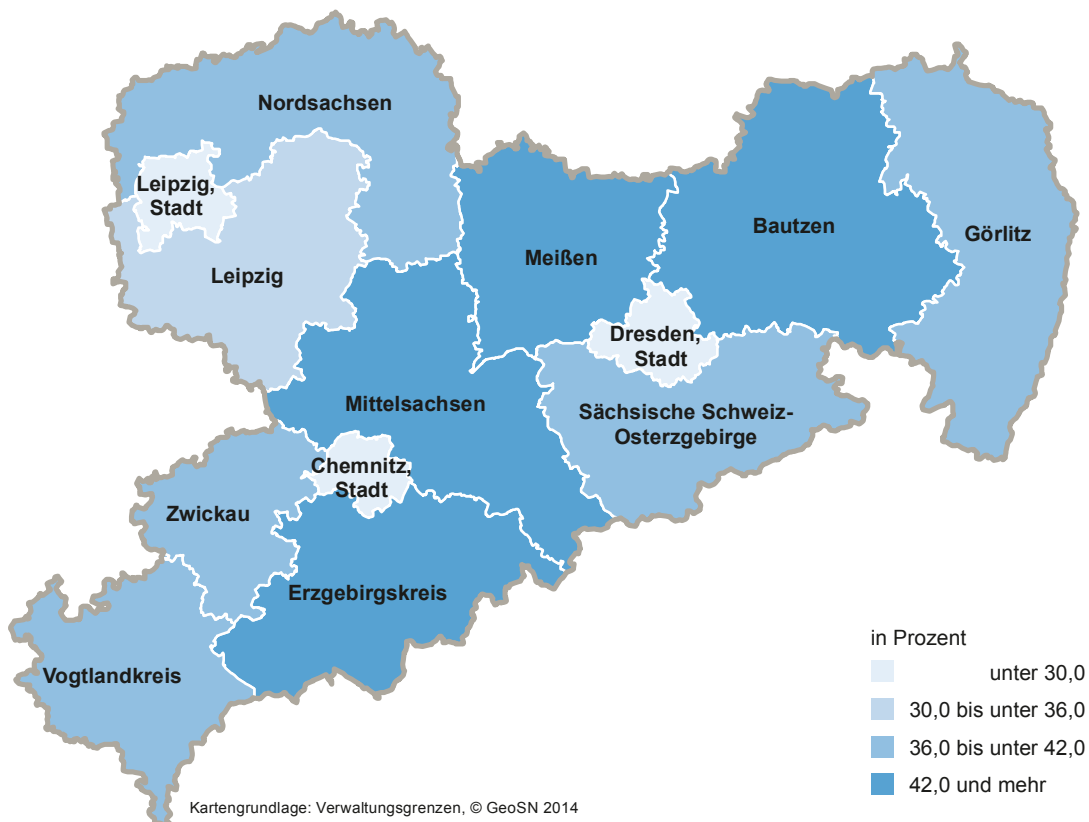 Nordsachsen
Leipzig,
Stadt
Leipzig
Meißen
Bautzen
Görlitz
Dresden,
Stadt
Mittelsachsen
Sächsische Schweiz-
Osterzgebirge
Chemnitz,
Stadt
Zwickau
Erzgebirgskreis
Vogtlandkreis
in Prozent
unter 30,0
30,0 bis unter 36,0
36,0 bis unter 42,0
42,0 und mehr
Kartengrundlage: Verwaltungsgrenzen, © GeoSN 2014